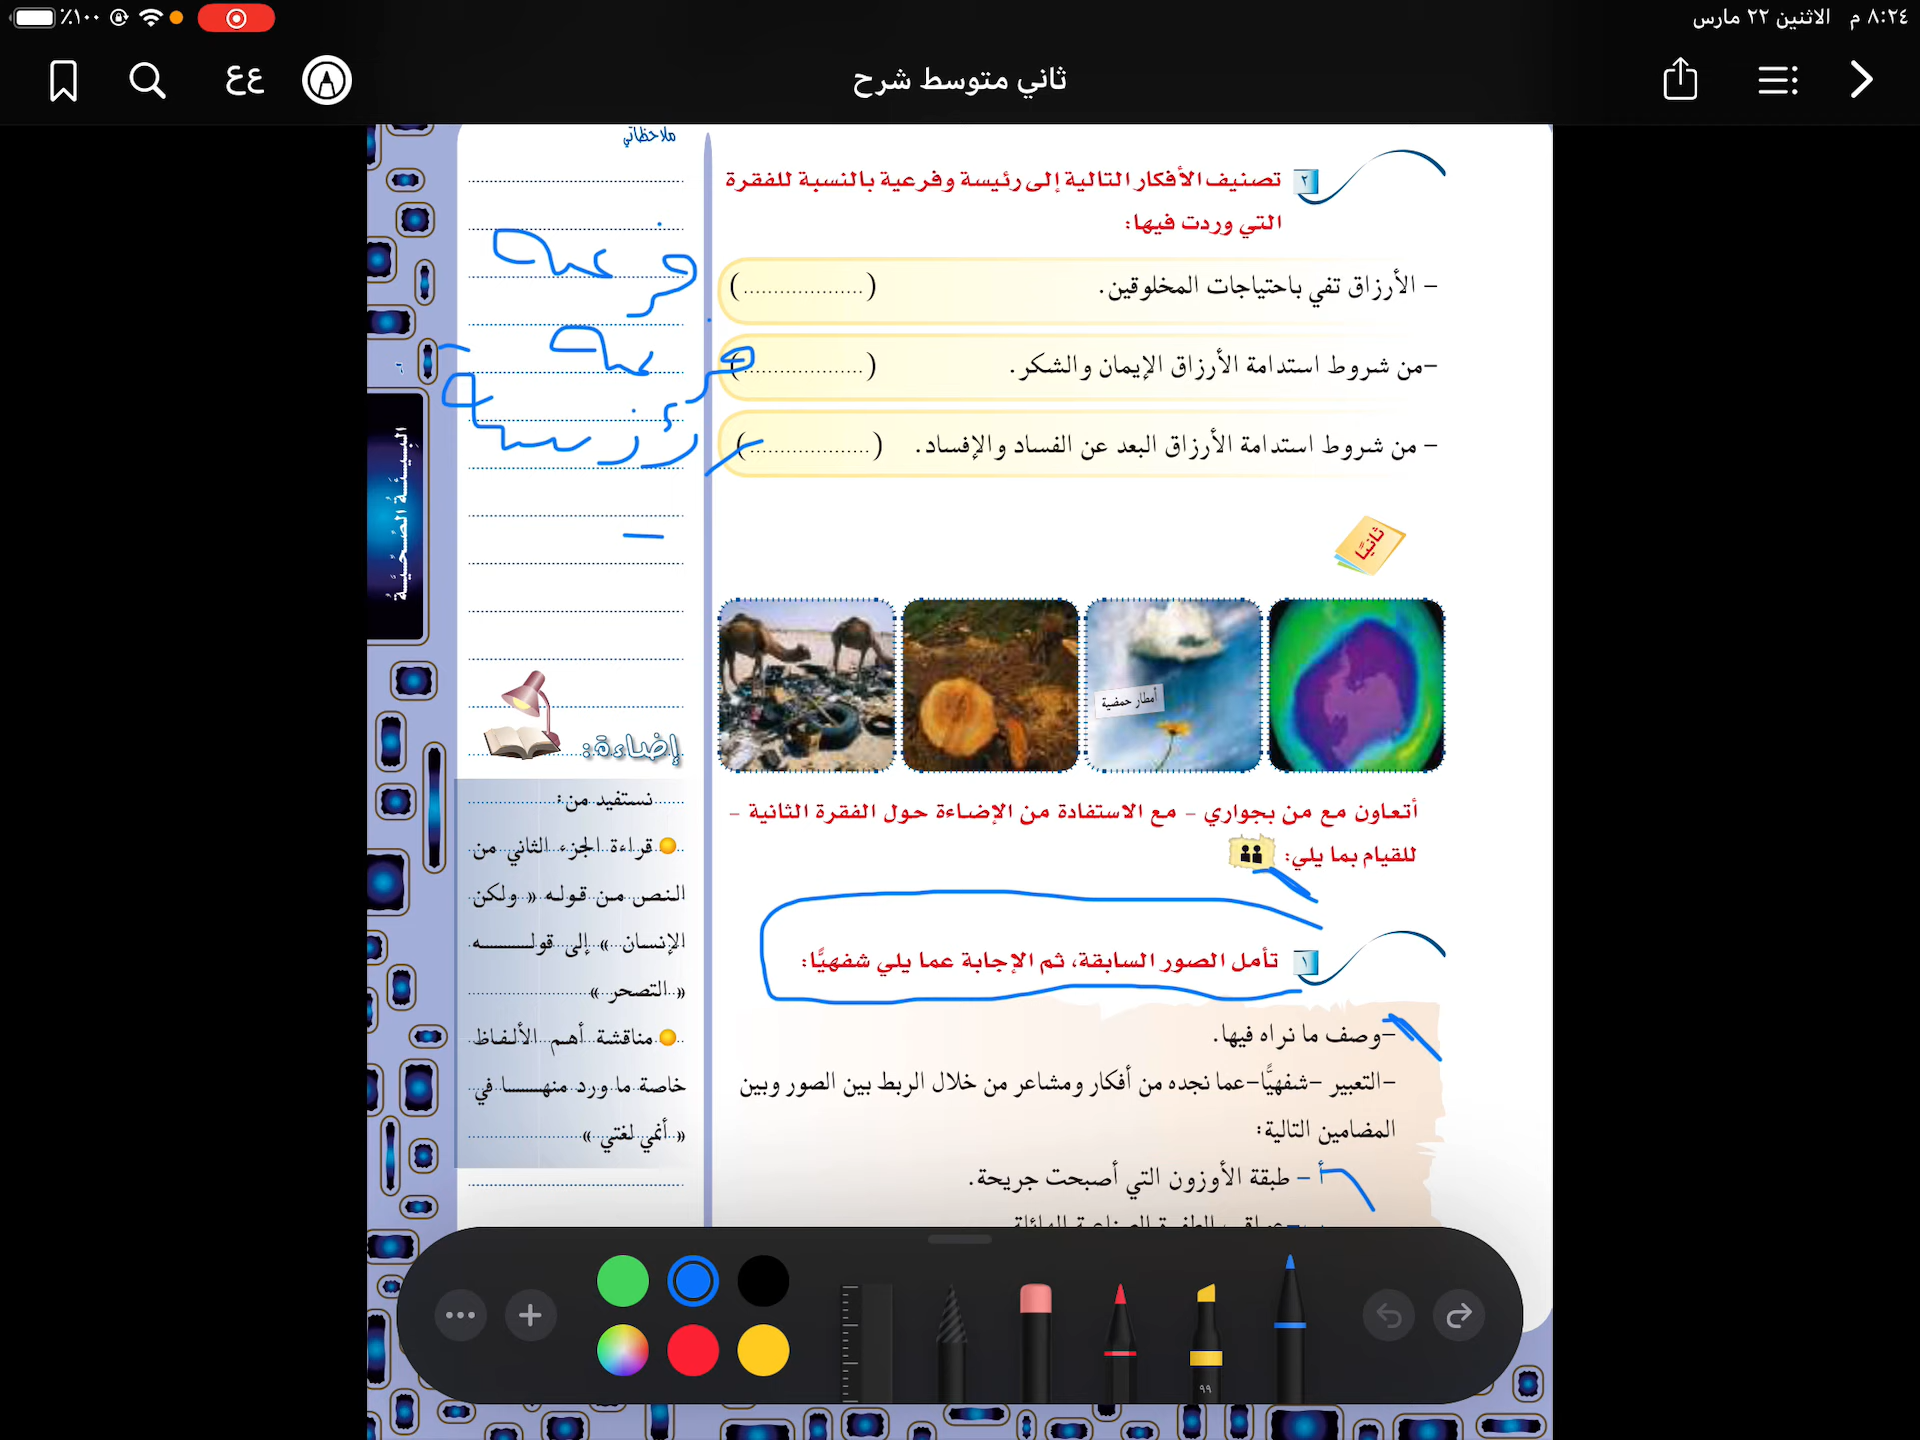 ٨:٢٤ م الاثنين ٢٢ مارس
٪١٠٠
ثاني متوسط شرح
عع
ملاحظاتي
٢ تصنيف الأفكار التالية إلى رئيسة وفرعية بالنسبة للفقرة
التي وردت فيها:
- الأرزاق تفي باحتياجات المخلوقين. (....................)
فرعية
-من شروط استدامة الأرزاق الإيمان والشكر. (....................)
فرعية
- من شروط استدامة الأرزاق البعد عن الفساد والإفساد. (....................)
ثانيًا
أمطار حمضية
أتعاون مع من بجواري - مع الاستفادة من الإضاءة حول الفقرة الثانية -
للقيام بما يلي:
١ تأمل الصور السابقة، ثم الإجابة عما يلي شفهيًّا:
-وصف ما نراه فيها.
-التعبير -شفهيًّا-عما نجده من أفكار ومشاعر من خلال الربط بين الصور وبين
المضامين التالية:
أ - طبقة الأوزون التي أصبحت جريحة.
إضاءة:
نستفيد من:
قراءة الجزء الثاني من
النص من قوله « ولكن
الإنسان » إلى قولـــــه
« التصحر »
مناقشة أهم الألفاظ
خاصة ما ورد منهـــا في
« أنمي لغتي »
البيئة الصحية
٩٩